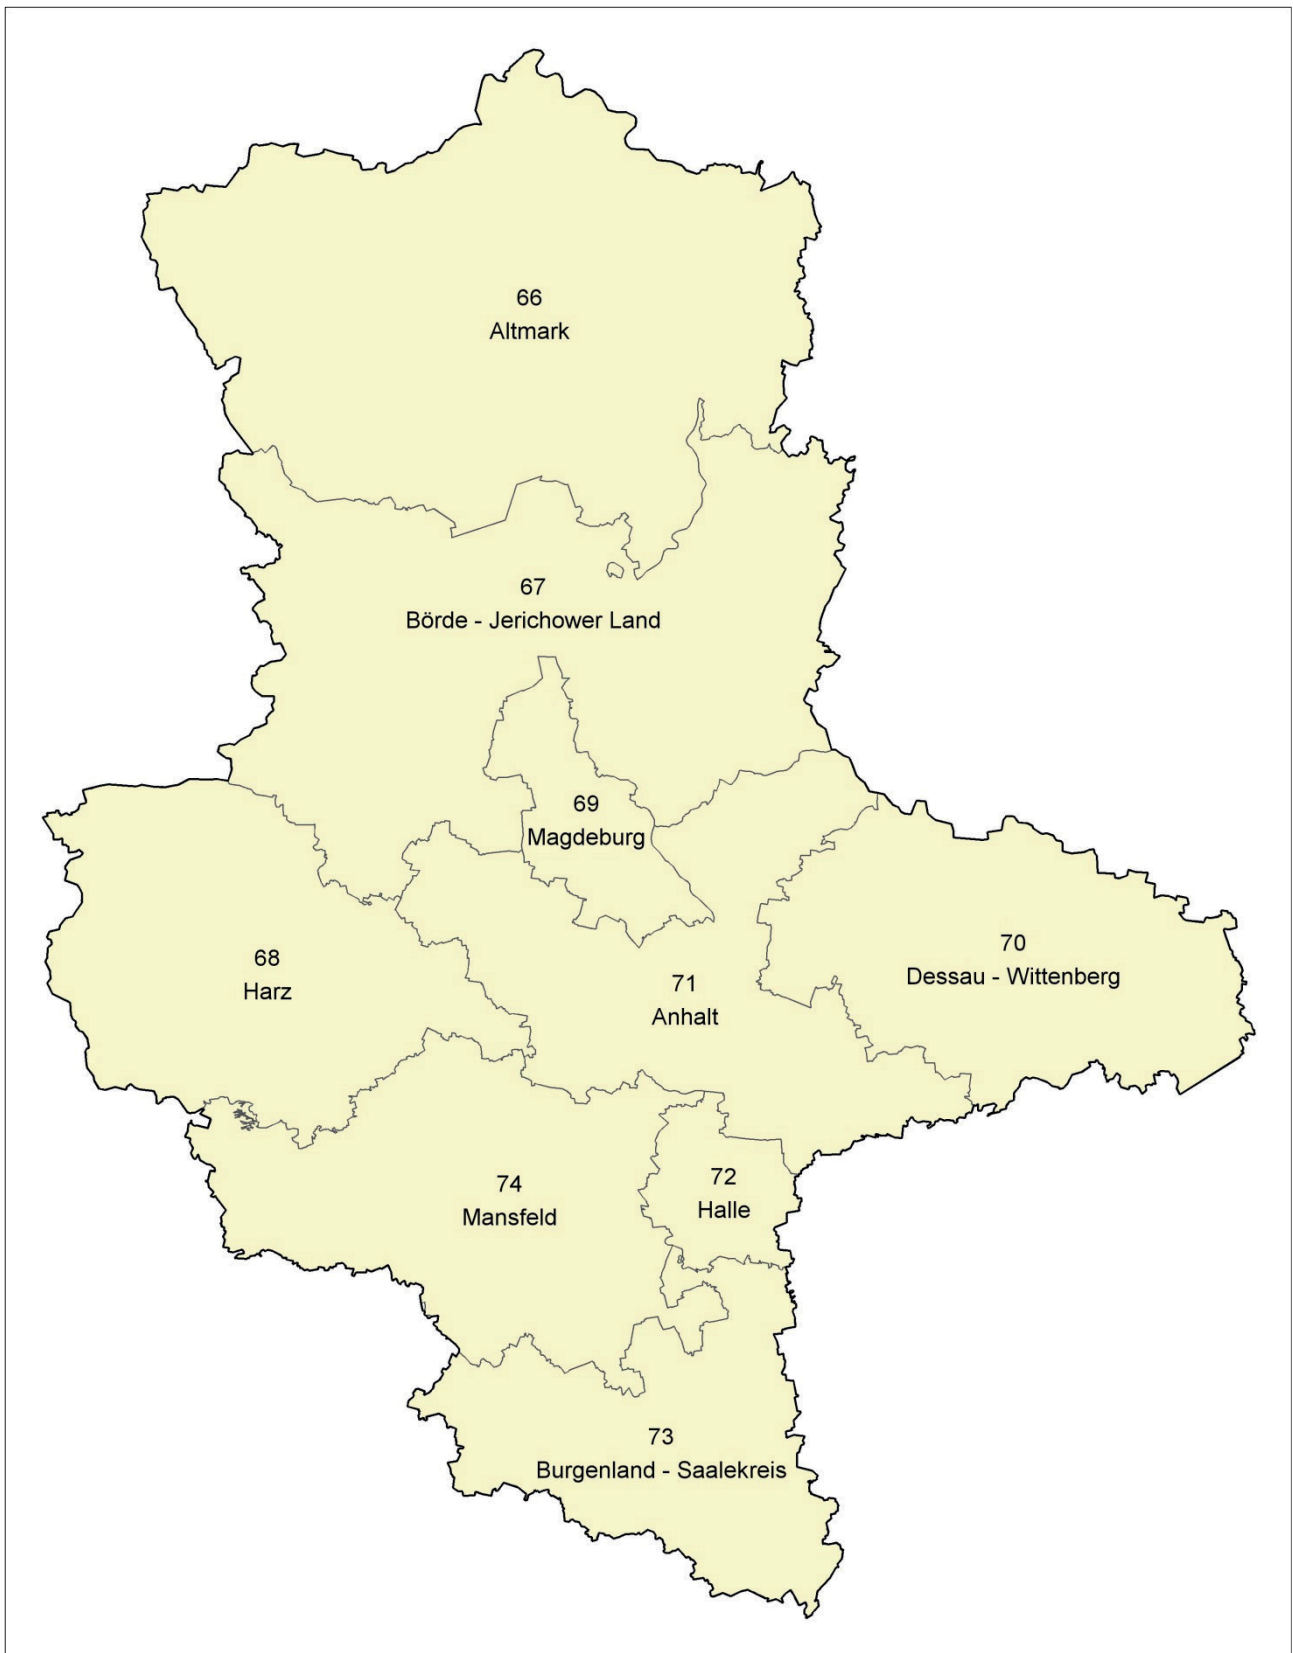 66
Altmark
67
Börde - Jerichower Land
69
Magdeburg
68
Harz
70
Dessau - Wittenberg
71
Anhalt
72
Halle
74
Mansfeld
73
Burgenland - Saalekreis